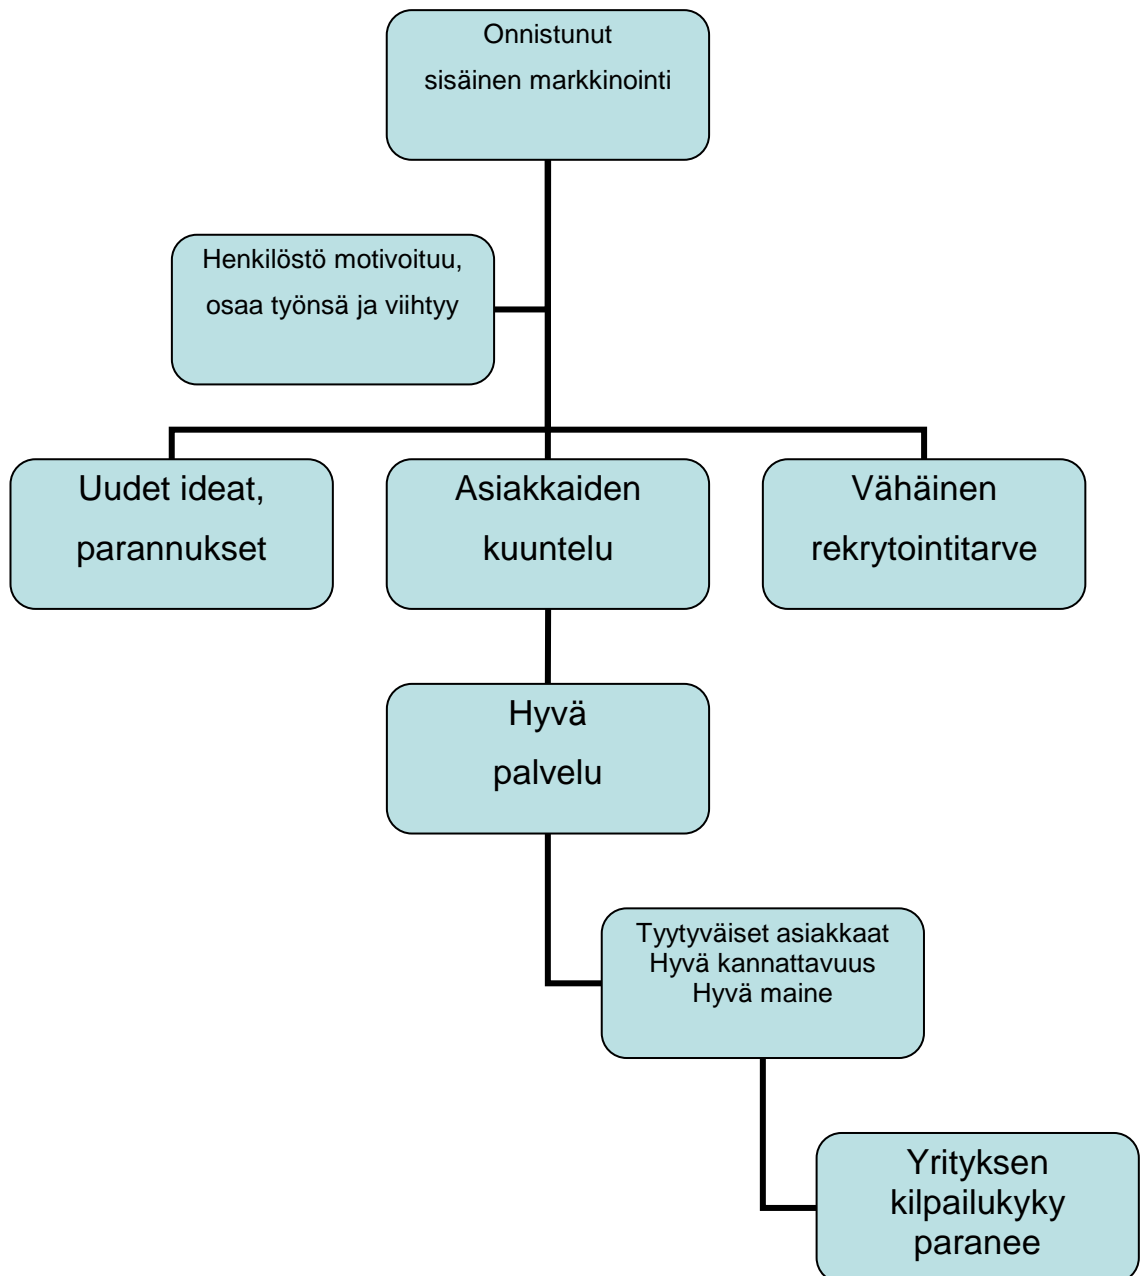 Onnistunut
sisäinen markkinointi
Henkilöstö motivoituu,
osaa työnsä ja viihtyy
Uudet ideat,
parannukset
Asiakkaiden
kuuntelu
Vähäinen
rekrytointitarve
Hyvä
palvelu
Tyytyväiset asiakkaat
Hyvä kannattavuus
Hyvä maine
Yrityksen
kilpailukyky
paranee